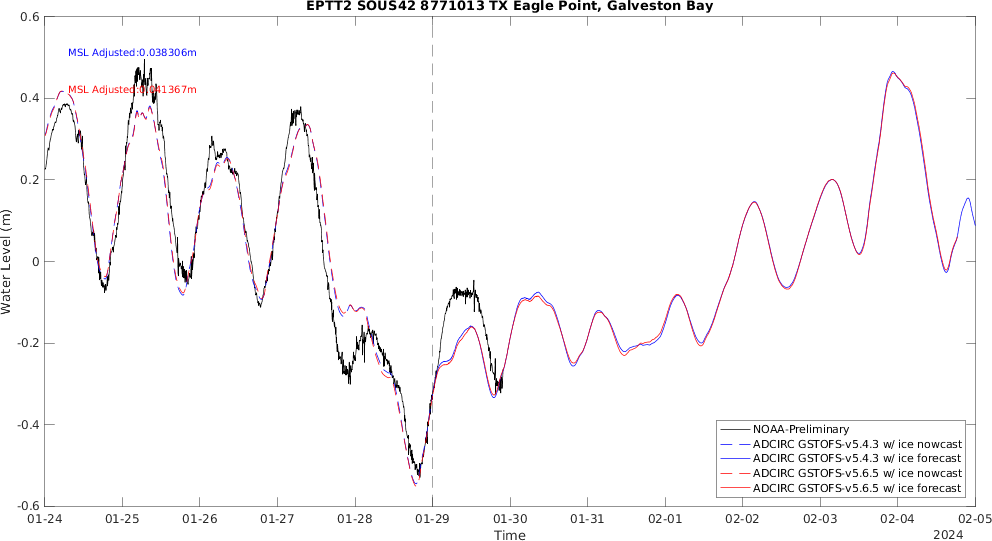 EPTT2 SOUS42 8771013 TX Eagle Point, Galveston Bay
MSL Adjusted:0.038306m
MSL Adjusted:0.041367m
Water Level (m)
0.6
0.4
0.2
0
-0.2
-0.4
-0.6
01-24 01-25 01-26 01-27 01-28 01-29 01-30 01-31 02-01 02-02 02-03 02-04 02-05
Time
2024
NOAA-Preliminary
ADCIRC GSTOFS-v5.4.3 w/ ice nowcast
ADCIRC GSTOFS-v5.4.3 w/ ice forecast
ADCIRC GSTOFS-v5.6.5 w/ ice nowcast
ADCIRC GSTOFS-v5.6.5 w/ ice forecast